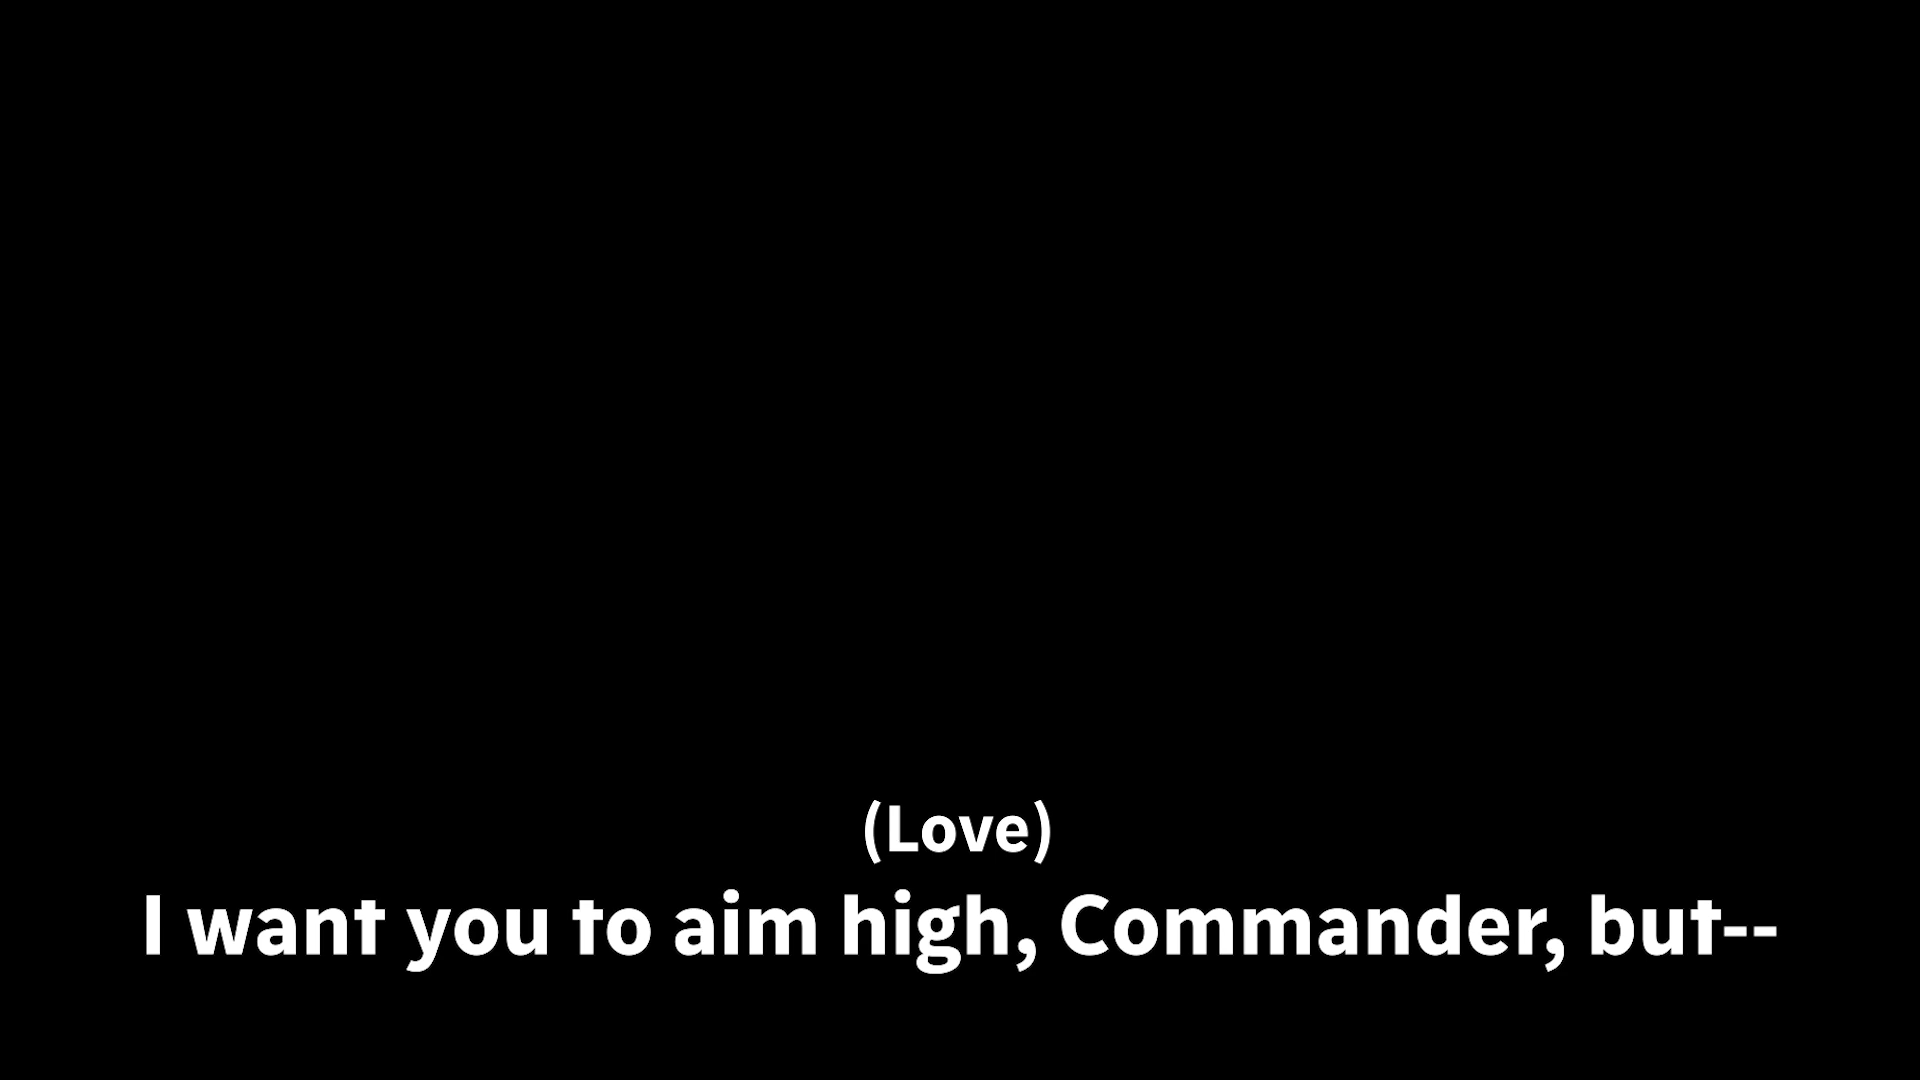 (Love)
I want you to aim high, Commander, but--